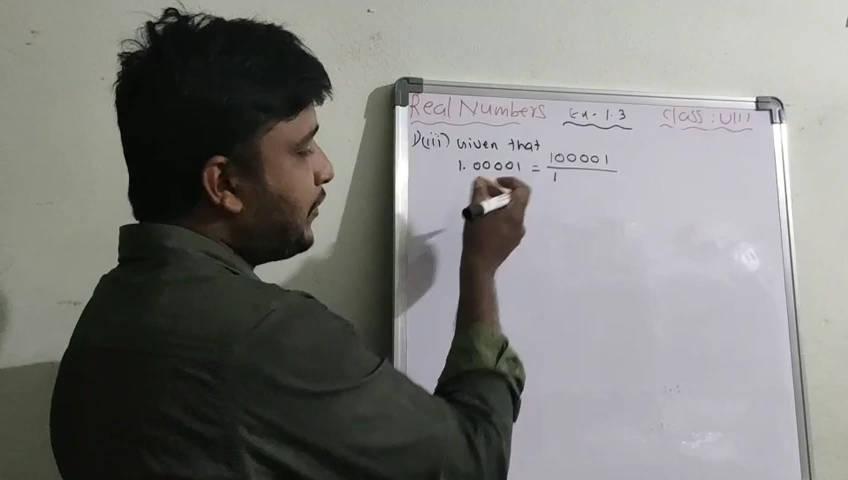 Real Numbers Ex - 1.3 Class : VIII
1)(iii) Given that
1.00001 = 100001
1